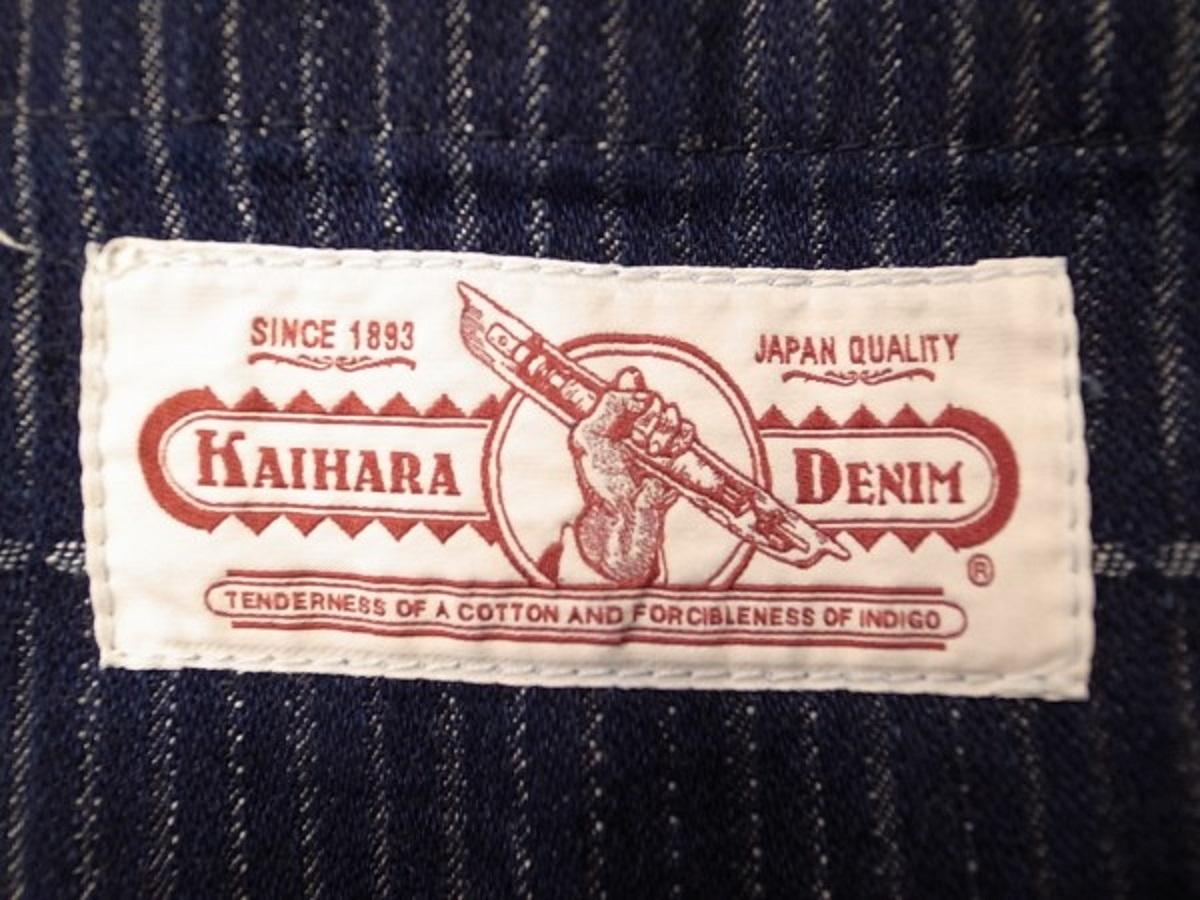 SINCE 1893
JAPAN QUALITY
KAIHARA
DENIM
®
TENDERNESS OF A COTTON AND FORCIBLENESS OF INDIGO